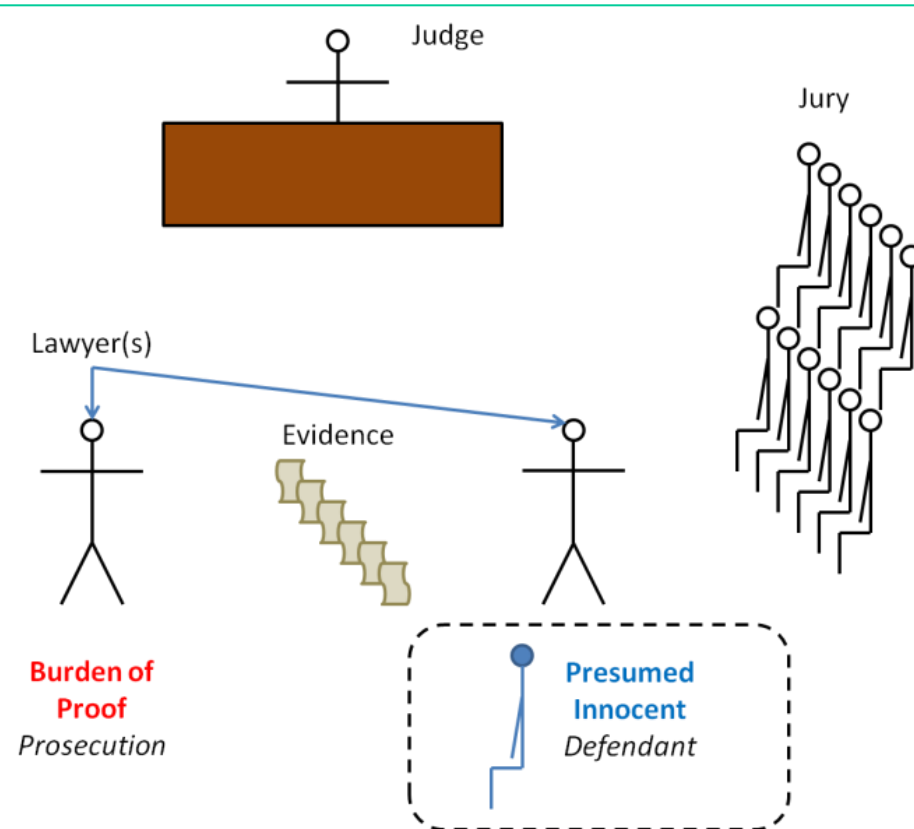 Judge
Jury
Lawyer(s)
Evidence
Burden of
Proof
Prosecution
Presumed
Innocent
Defendant